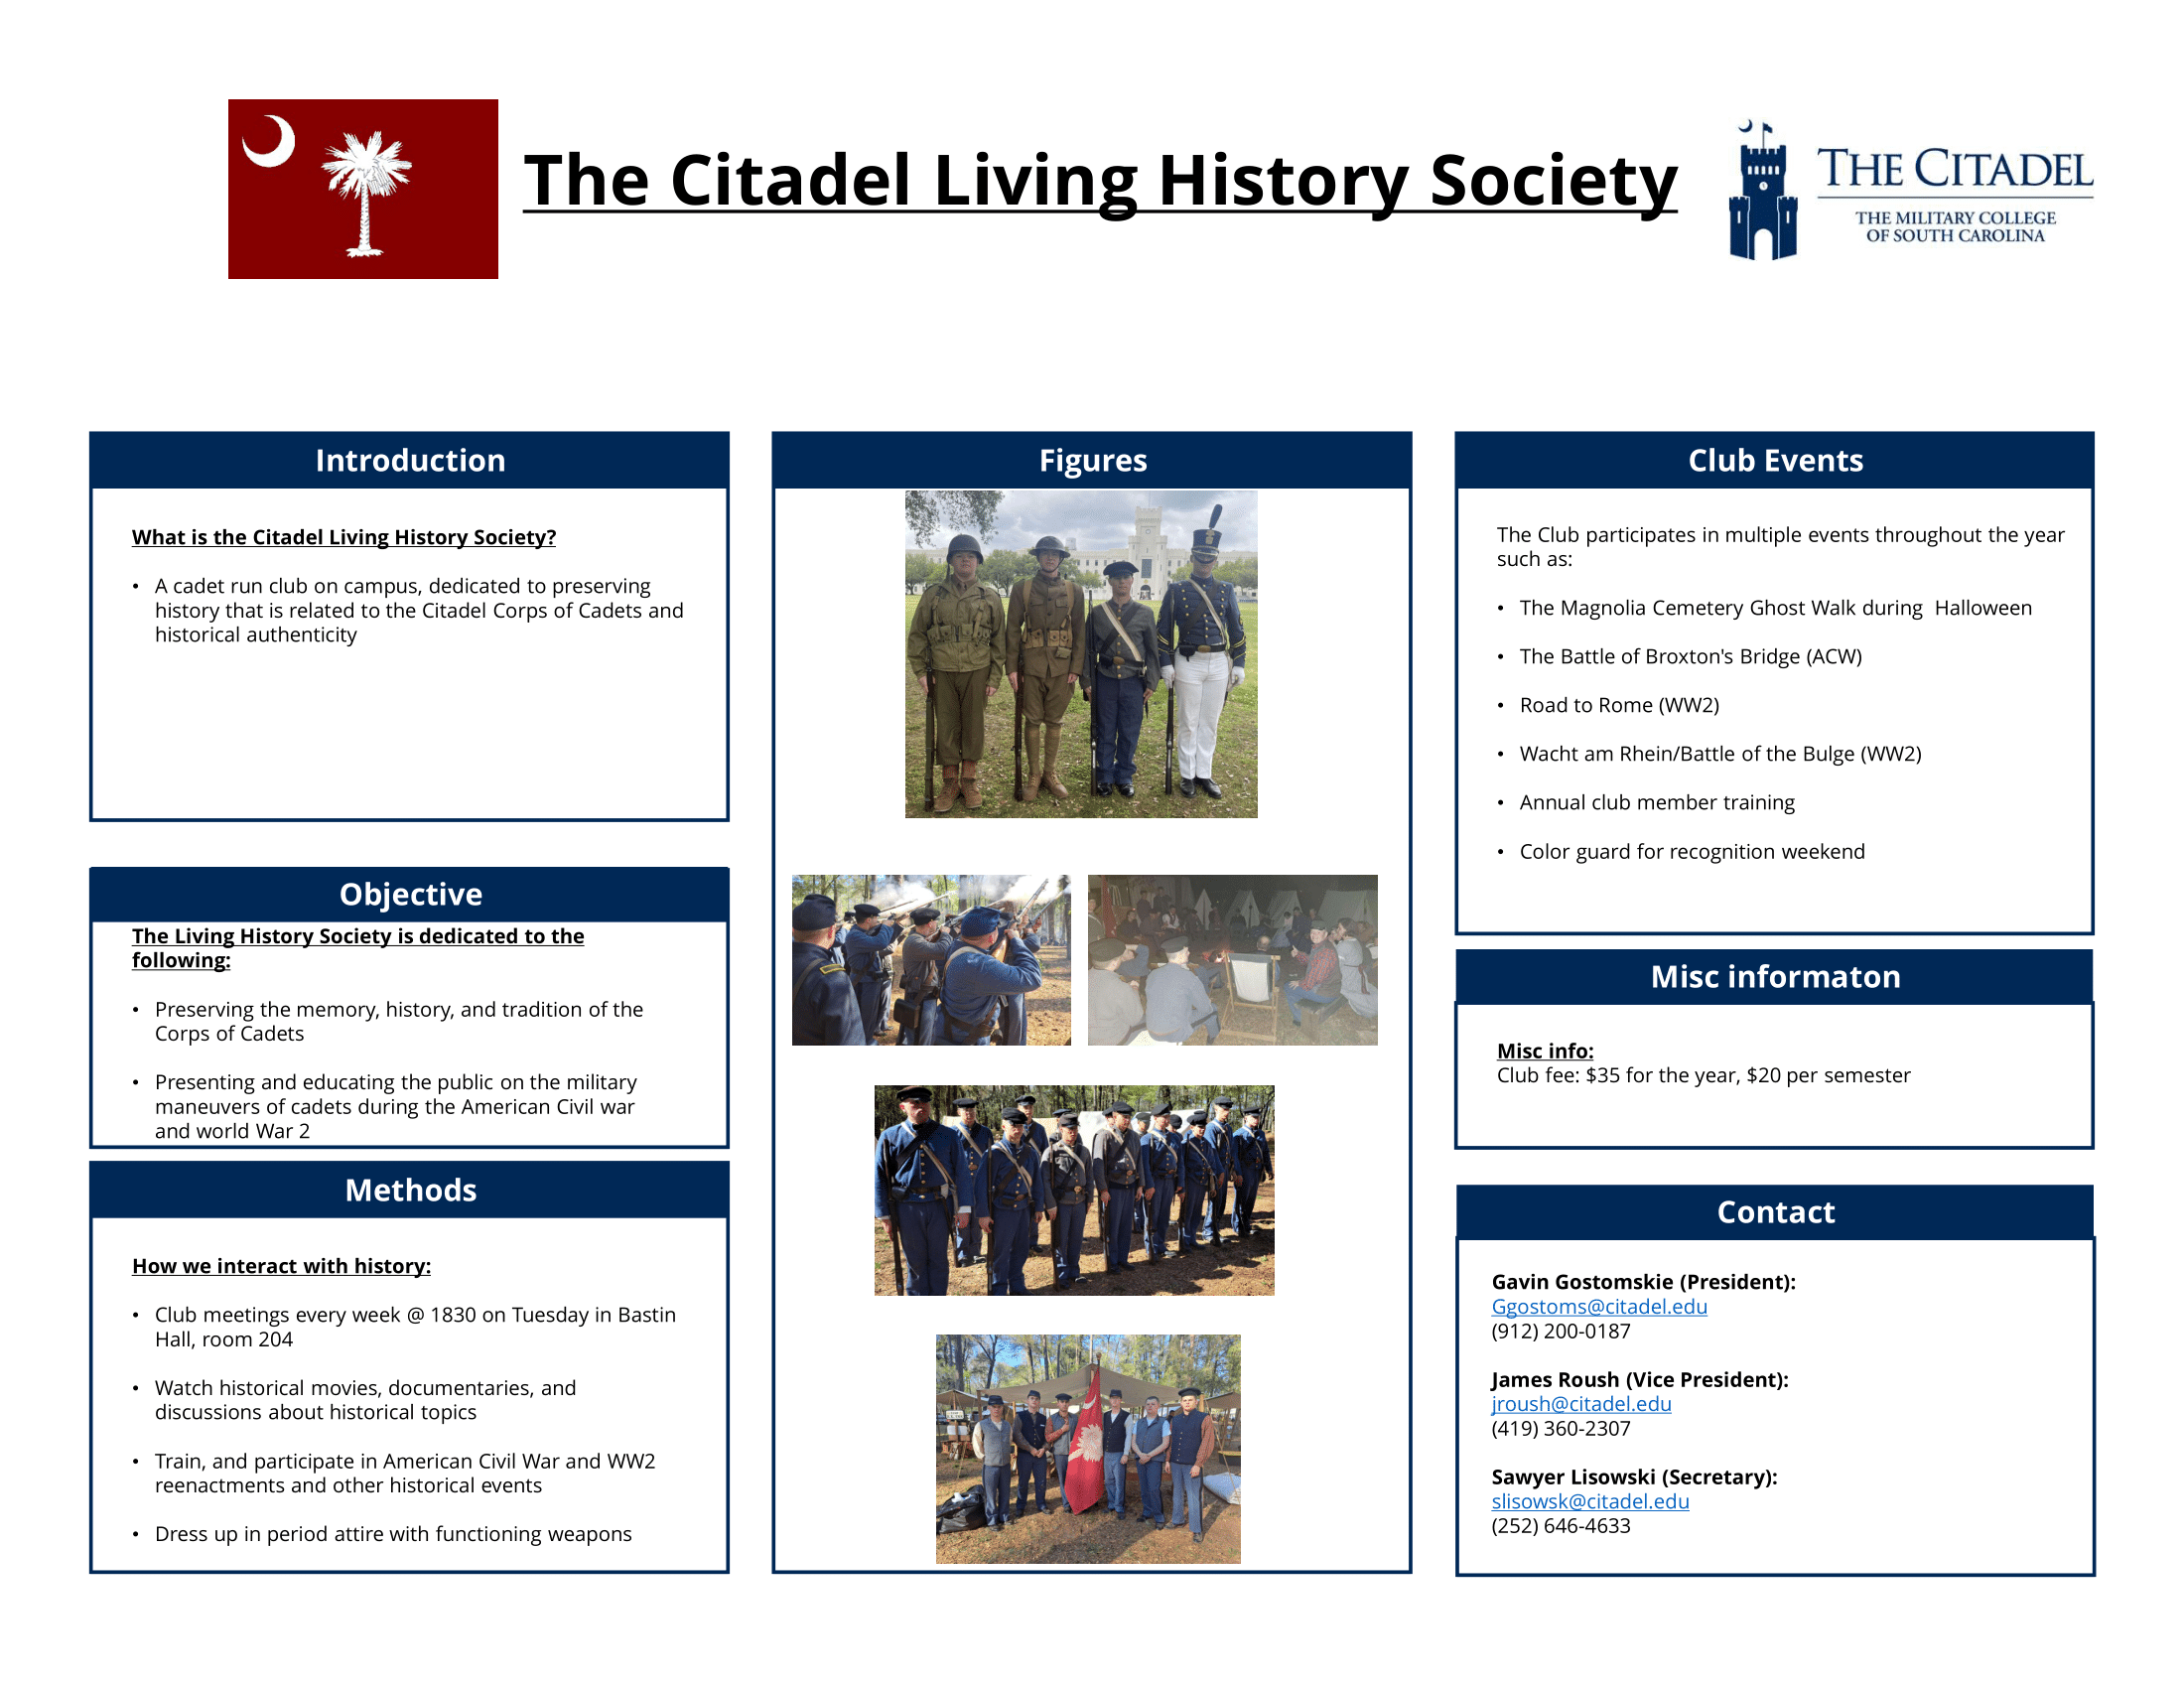 The Citadel Living History Society
THE CITADEL
THE MILITARY COLLEGE
OF SOUTH CAROLINA
Introduction
What is the Citadel Living History Society?
• A cadet run club on campus, dedicated to preserving
history that is related to the Citadel Corps of Cadets and
historical authenticity
Objective
The Living History Society is dedicated to the
following:
• Preserving the memory, history, and tradition of the
Corps of Cadets
• Presenting and educating the public on the military
maneuvers of cadets during the American Civil war
and world War 2
Methods
How we interact with history:
• Club meetings every week @ 1830 on Tuesday in Bastin
Hall, room 204
• Watch historical movies, documentaries, and
discussions about historical topics
• Train, and participate in American Civil War and WW2
reenactments and other historical events
• Dress up in period attire with functioning weapons
Figures
Club Events
The Club participates in multiple events throughout the year
such as:
• The Magnolia Cemetery Ghost Walk during  Halloween
• The Battle of Broxton's Bridge (ACW)
• Road to Rome (WW2)
• Wacht am Rhein/Battle of the Bulge (WW2)
• Annual club member training
• Color guard for recognition weekend
Misc informaton
Misc info:
Club fee: $35 for the year, $20 per semester
Contact
Gavin Gostomskie (President):
Ggostoms@citadel.edu
(912) 200-0187
James Roush (Vice President):
jroush@citadel.edu
(419) 360-2307
Sawyer Lisowski (Secretary):
slisowsk@citadel.edu
(252) 646-4633